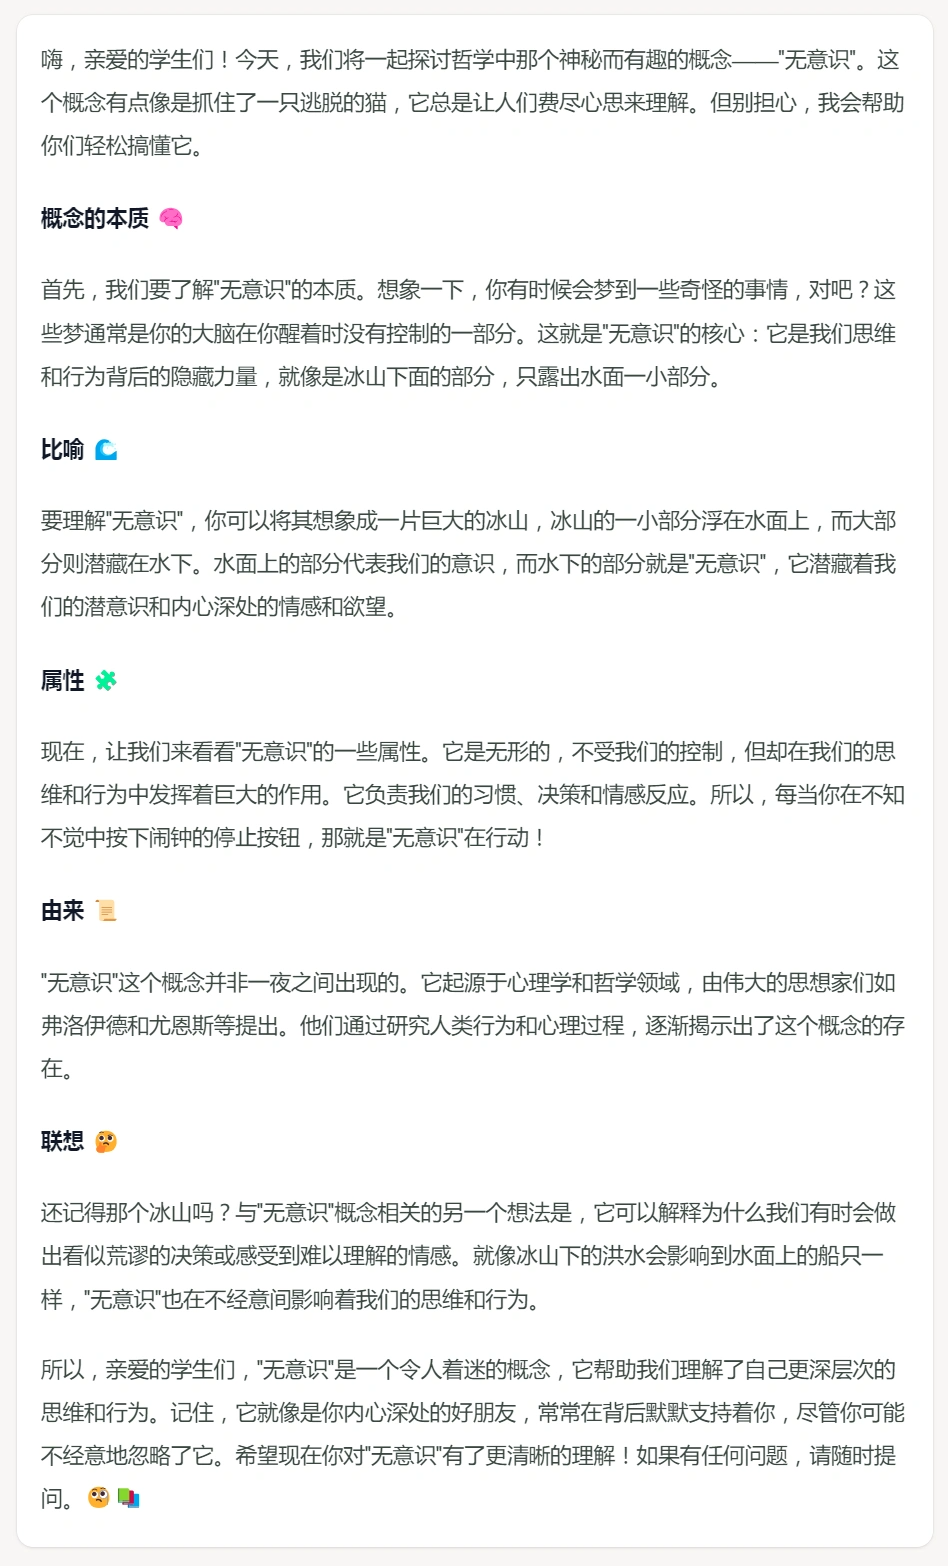 嗨，亲爱的学生们！今天，我们将一起探讨哲学中那个神秘而有趣的概念——"无意识"。这
个概念有点像是抓住了一只逃脱的猫，它总是让人们费尽心思来理解。但别担心，我会帮助
你们轻松搞懂它。
概念的本质 🧠
首先，我们要了解"无意识"的本质。想象一下，你有时候会梦到一些奇怪的事情，对吧？这
些梦通常是你的大脑在你醒着时没有控制的一部分。这就是"无意识"的核心：它是我们思维
和行为背后的隐藏力量，就像是冰山下面的部分，只露出水面一小部分。
比喻 🌊
要理解"无意识"，你可以将其想象成一片巨大的冰山，冰山的一小部分浮在水面上，而大部
分则潜藏在水下。水面上的部分代表我们的意识，而水下的部分就是"无意识"，它潜藏着我
们的潜意识和内心深处的情感和欲望。
属性 🧩
现在，让我们来看看"无意识"的一些属性。它是无形的，不受我们的控制，但却在我们的思
维和行为中发挥着巨大的作用。它负责我们的习惯、决策和情感反应。所以，每当你在不知
不觉中按下闹钟的停止按钮，那就是"无意识"在行动！
由来 📜
"无意识"这个概念并非一夜之间出现的。它起源于心理学和哲学领域，由伟大的思想家们如
弗洛伊德和尤恩斯等提出。他们通过研究人类行为和心理过程，逐渐揭示出了这个概念的存
在。
联想 🤔
还记得那个冰山吗？与"无意识"概念相关的另一个想法是，它可以解释为什么我们有时会做
出看似荒谬的决策或感受到难以理解的情感。就像冰山下的洪水会影响到水面上的船只一
样，"无意识"也在不经意间影响着我们的思维和行为。
所以，亲爱的学生们，"无意识"是一个令人着迷的概念，它帮助我们理解了自己更深层次的
思维和行为。记住，它就像是你内心深处的好朋友，常常在背后默默支持着你，尽管你可能
不经意地忽略了它。希望现在你对"无意识"有了更清晰的理解！如果有任何问题，请随时提
问。🧐📚